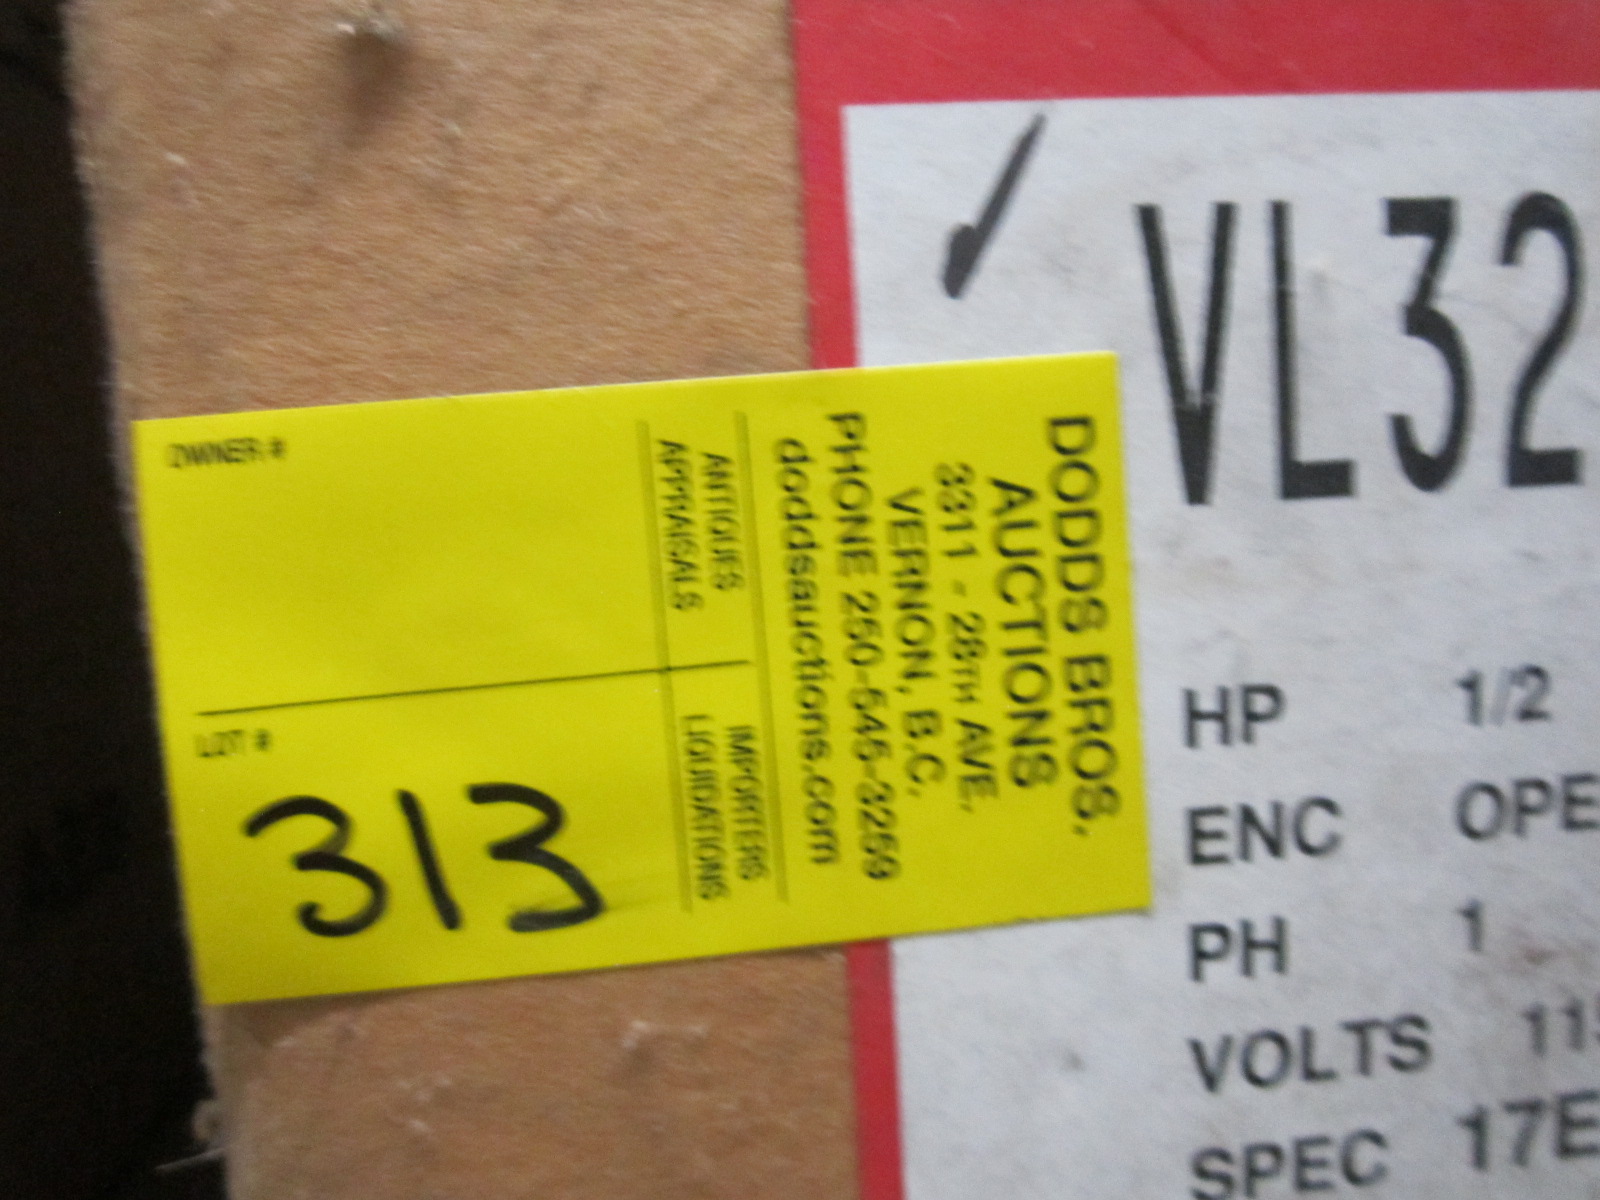 DODDS BROS.
AUCTIONS
3311 - 28TH AVE,
VERNON, B.C,
PHONE 250-545-3259
doddsauctions.com
ANTIQUES IMPORTERS
APPRAISALS LIQUIDATIONS
OWNER #
LOT #
313
VL32
HP 1/2
ENC OPE
PH 1
VOLTS 115
SPEC 17E